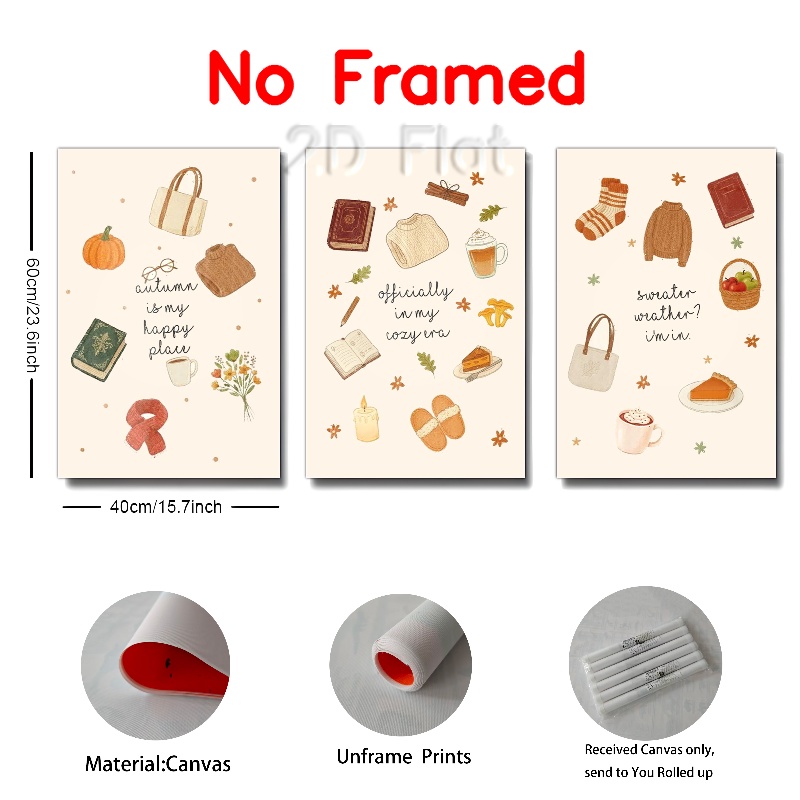 No Framed
2D Flat
60cm/23.6inch
autumn
is my
happy
place
officially
in my
cozy era
sweater
weather?
i'm in.
40cm/15.7inch
Material:Canvas
Unframe Prints
Received Canvas only,
send to You Rolled up